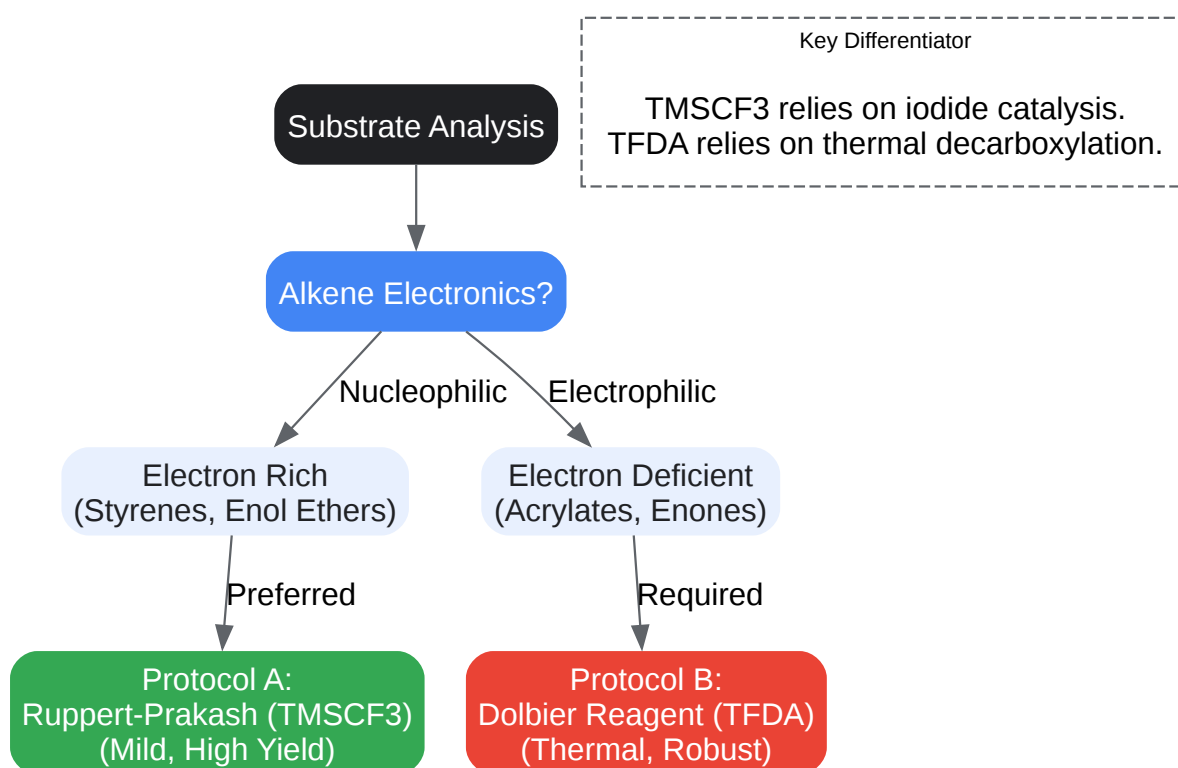 Key Differentiator
TMSCF3 relies on iodide catalysis.
TFDA relies on thermal decarboxylation.
Substrate Analysis
Alkene Electronics?
Nucleophilic
Electrophilic
Electron Rich
(Styrenes, Enol Ethers)
Electron Deficient
(Acrylates, Enones)
Preferred
Required
Protocol A:
Ruppert-Prakash (TMSCF3)
(Mild, High Yield)
Protocol B:
Dolbier Reagent (TFDA)
(Thermal, Robust)